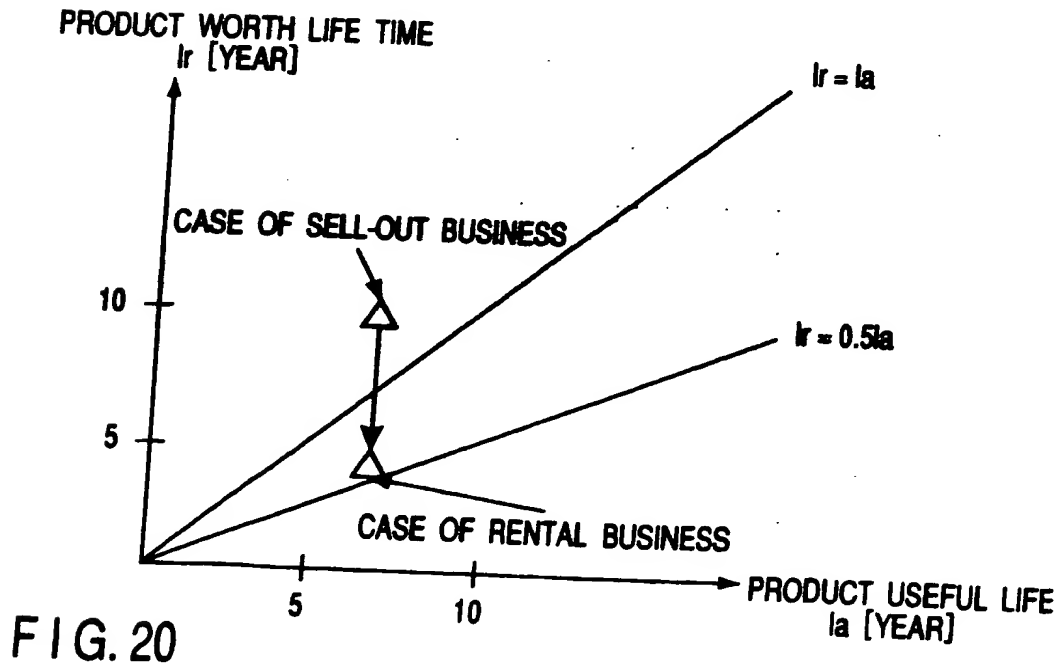 PRODUCT WORTH LIFE TIME
lr [YEAR]
lr = la
CASE OF SELL-OUT BUSINESS
10
lr = 0.5la
5
CASE OF RENTAL BUSINESS
5
10
PRODUCT USEFUL LIFE
la [YEAR]
FIG. 20